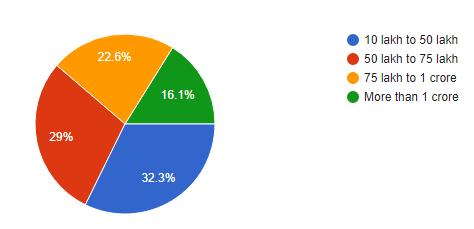 22.6%
16.1%
29%
32.3%
10 lakh to 50 lakh
50 lakh to 75 lakh
75 lakh to 1 crore
More than 1 crore